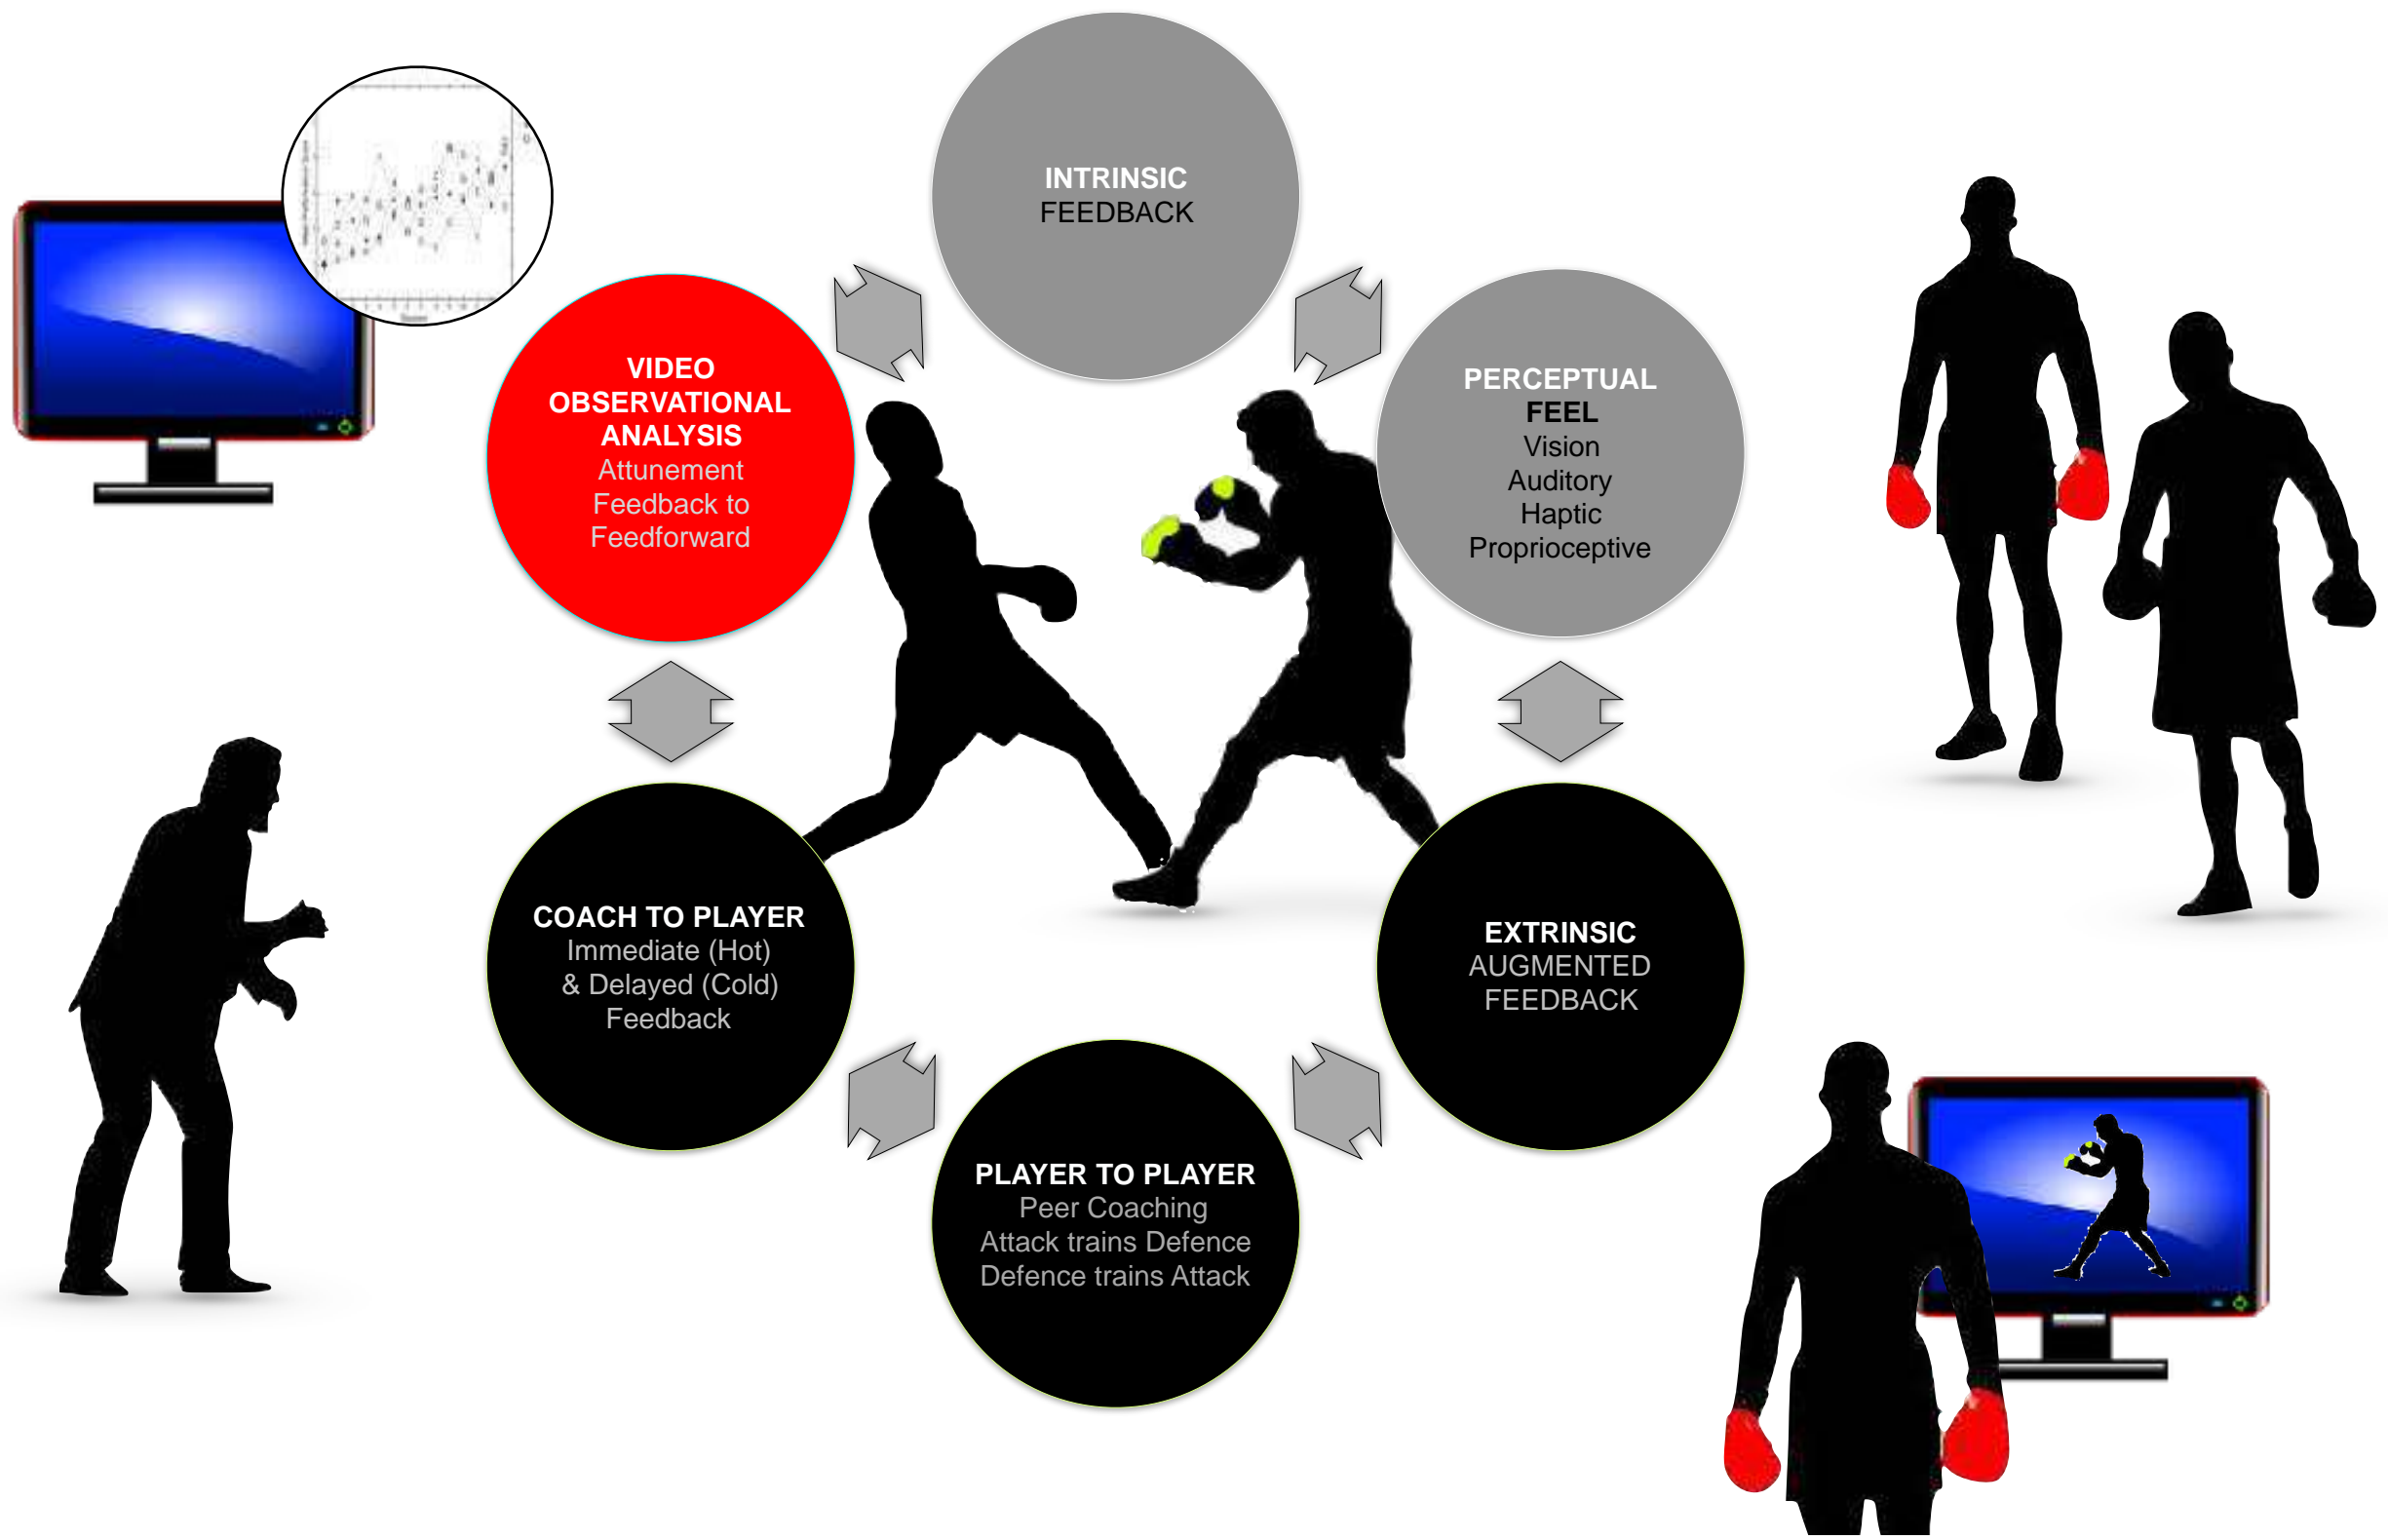 INTRINSIC
FEEDBACK
VIDEO
OBSERVATIONAL
ANALYSIS
Attunement
Feedback to
Feedforward
PERCEPTUAL
FEEL
Vision
Auditory
Haptic
Proprioceptive
COACH TO PLAYER
Immediate (Hot)
& Delayed (Cold)
Feedback
EXTRINSIC
AUGMENTED
FEEDBACK
PLAYER TO PLAYER
Peer Coaching
Attack trains Defence
Defence trains Attack